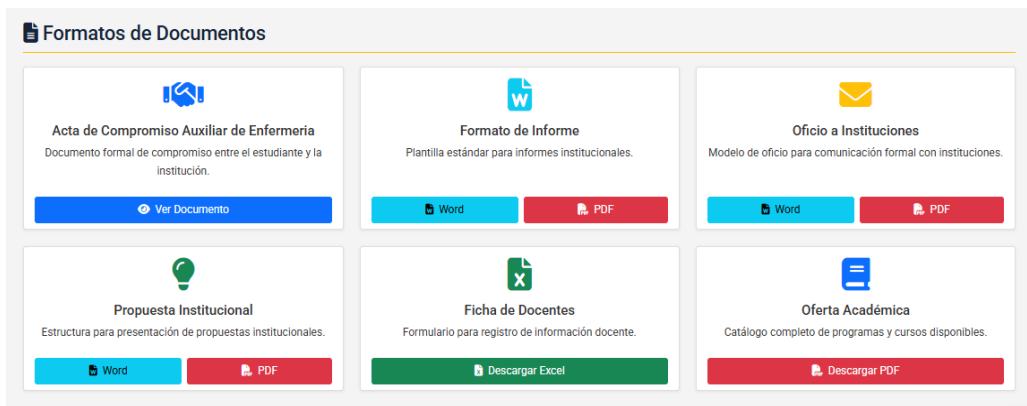 Formatos de Documentos
Acta de Compromiso Auxiliar de Enfermeria
Documento formal de compromiso entre el estudiante y la
institución.
Ver Documento
Formato de Informe
Plantilla estándar para informes institucionales.
Word
PDF
Oficio a Instituciones
Modelo de oficio para comunicación formal con instituciones.
Word
PDF
Propuesta Institucional
Estructura para presentación de propuestas institucionales.
Word
PDF
Ficha de Docentes
Formulario para registro de información docente.
Descargar Excel
Oferta Académica
Catálogo completo de programas y cursos disponibles.
Descargar PDF